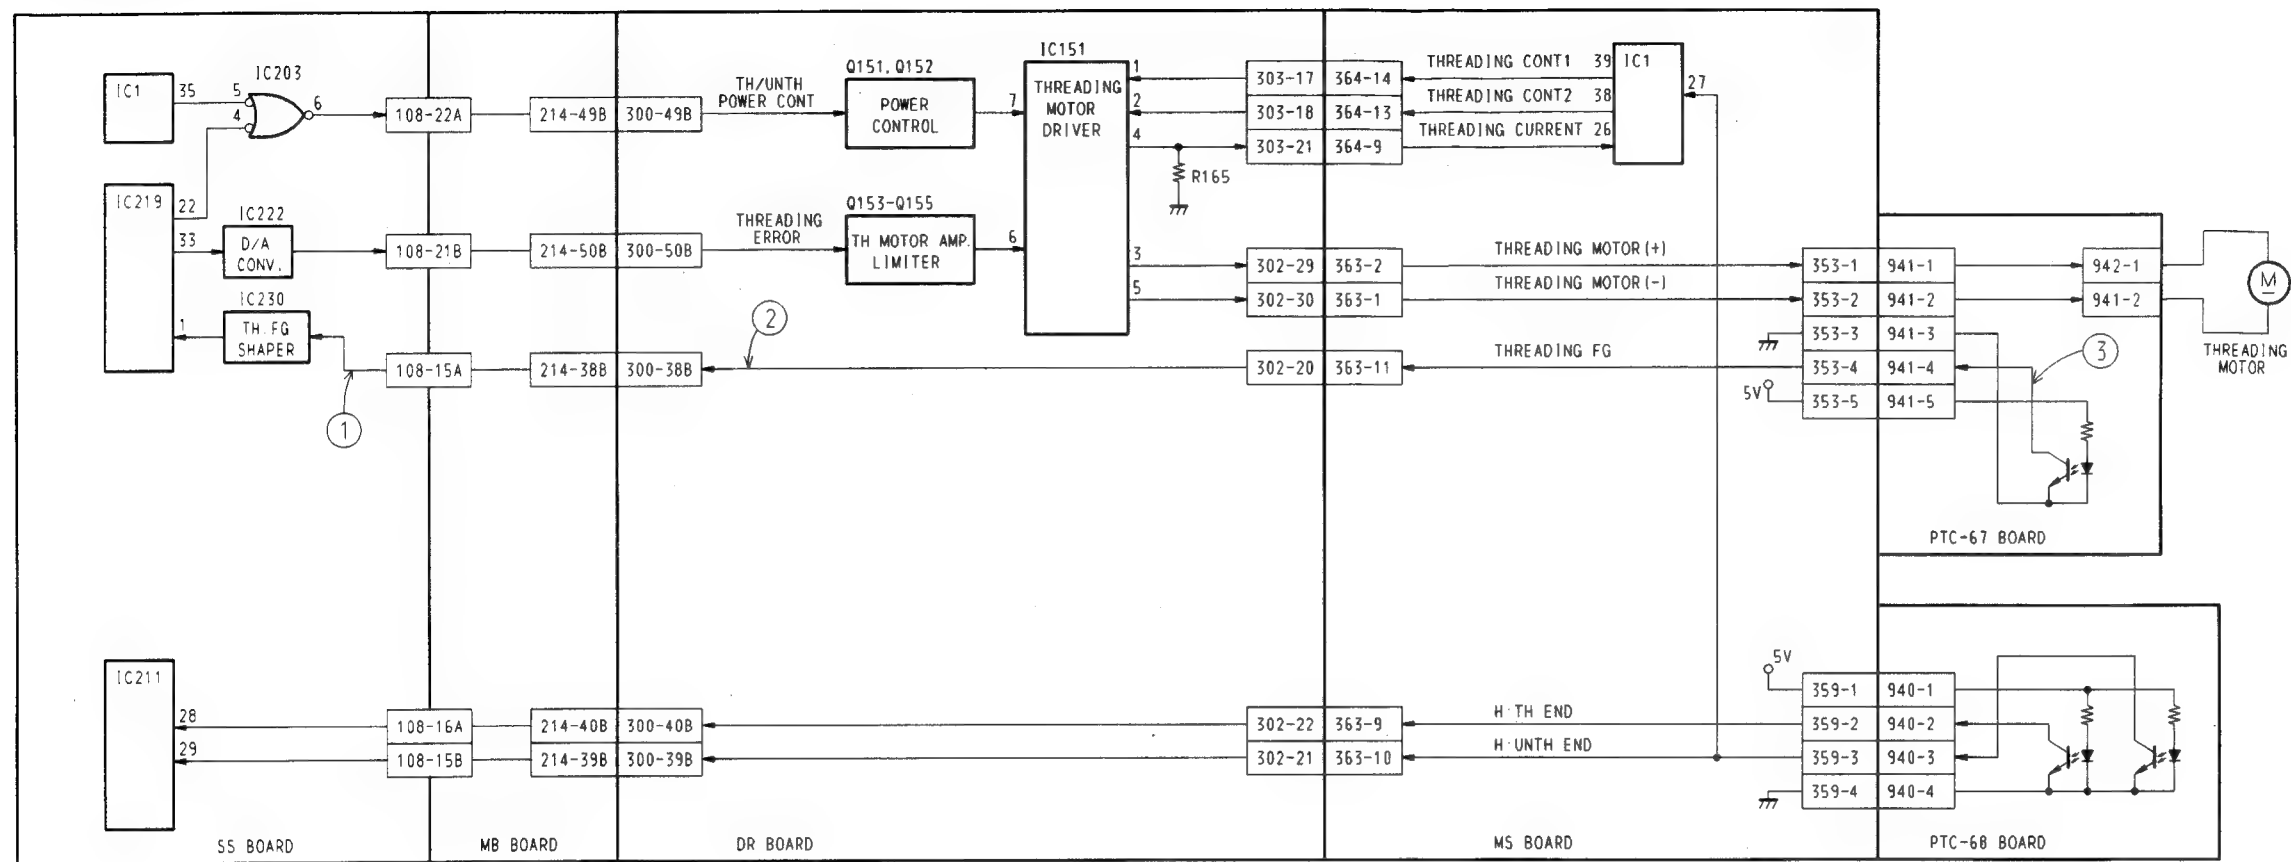 IC151
IC203
Q151,Q152
IC1
35
5
4
6
108-22A
214-49B
300-49B
TH/UNTH
POWER CONT
POWER
CONTROL
7
THREADING
MOTOR
DRIVER
1
2
4
303-17
364-14
THREADING CONT1
39
IC1
27
303-18
364-13
THREADING CONT2
38
303-21
364-9
THREADING CURRENT
26
R165
IC219
22
33
1
IC222
D/A
CONV.
108-21B
214-50B
300-50B
THREADING
ERROR
Q153-Q155
TH MOTOR AMP.
LIMITER
6
3
5
302-29
363-2
THREADING MOTOR(+)
353-1
941-1
942-1
302-30
363-1
THREADING MOTOR(-)
353-2
941-2
941-2
M
THREADING
MOTOR
IC230
TH.FG
SHAPER
2
353-3
941-3
108-15A
214-38B
300-38B
302-20
363-11
THREADING FG
353-4
941-4
3
5V
353-5
941-5
1
PTC-67 BOARD
IC211
28
29
5V
359-1
940-1
108-16A
214-40B
300-40B
302-22
363-9
H:TH END
359-2
940-2
108-15B
214-39B
300-39B
302-21
363-10
H:UNTH END
359-3
940-3
359-4
940-4
SS BOARD
MB BOARD
DR BOARD
MS BOARD
PTC-68 BOARD